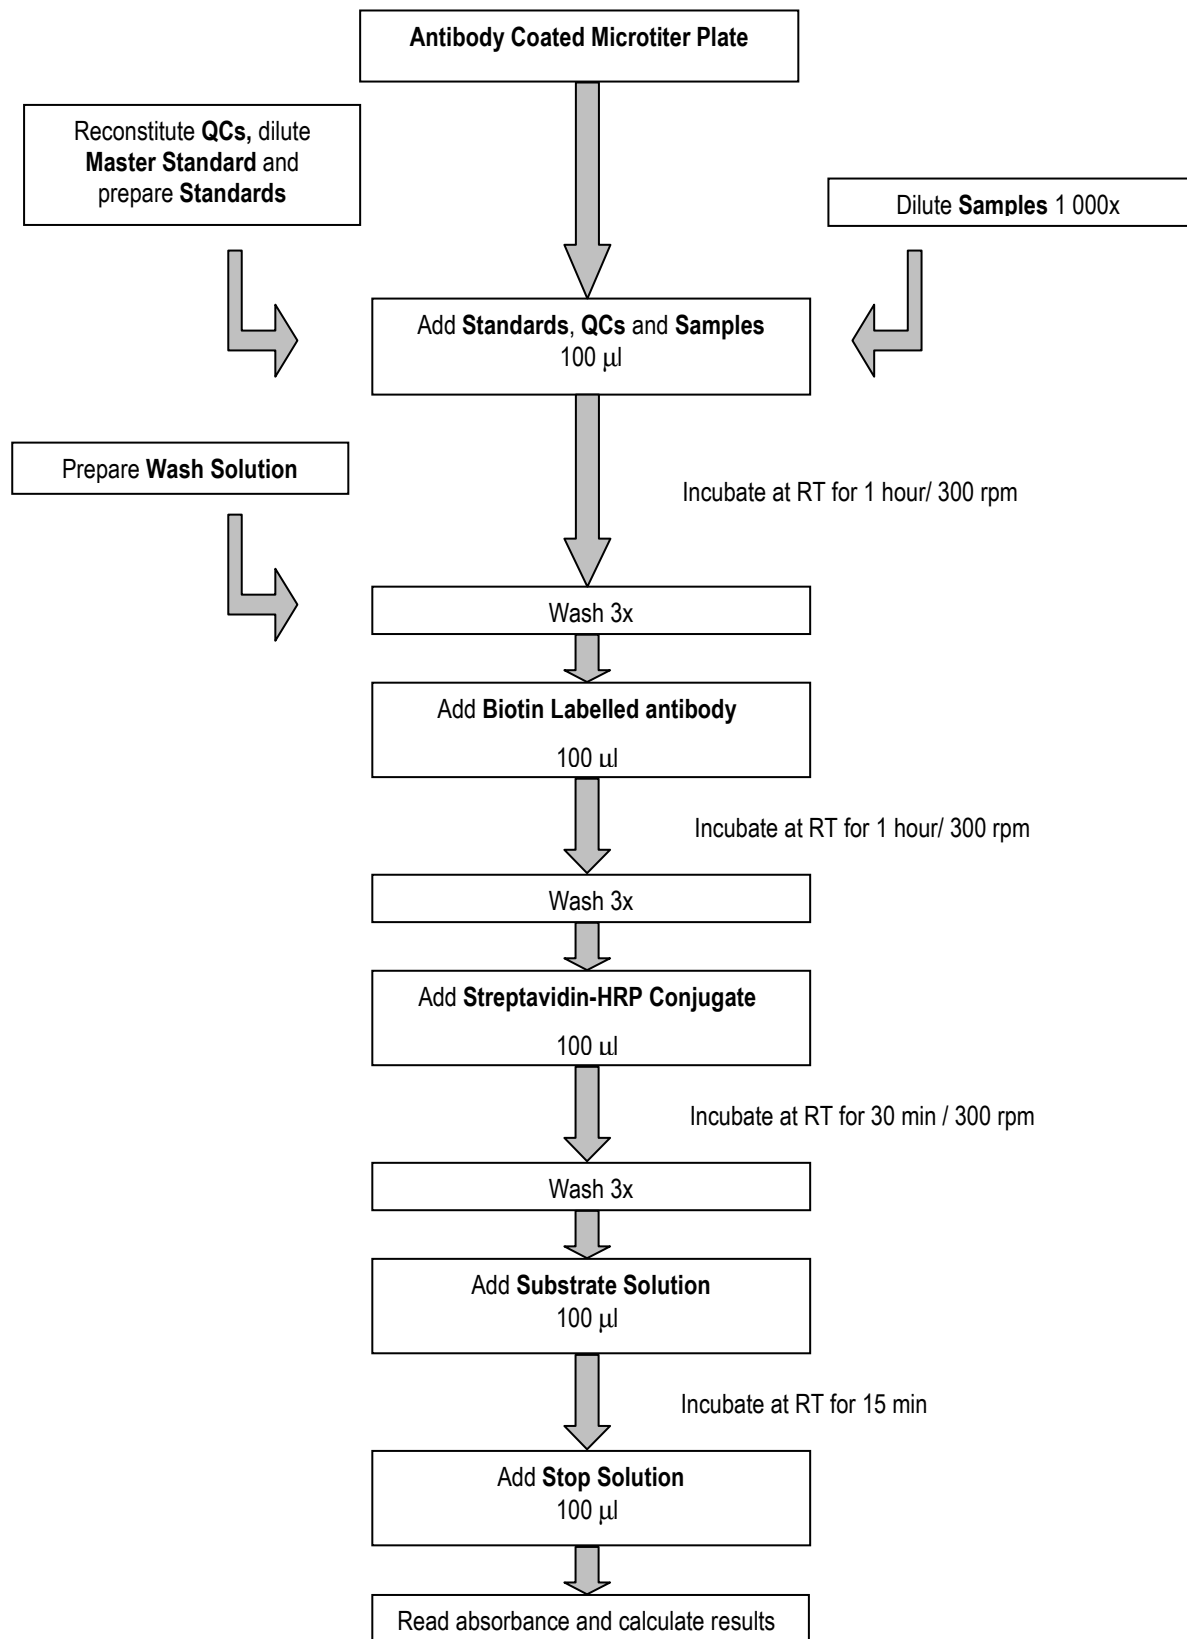 Antibody Coated Microtiter Plate
Reconstitute QCs, dilute
Master Standard and
prepare Standards
Dilute Samples 1 000x
Add Standards, QCs and Samples
100 μl
Prepare Wash Solution
Incubate at RT for 1 hour/ 300 rpm
Wash 3x
Add Biotin Labelled antibody
100 μl
Incubate at RT for 1 hour/ 300 rpm
Wash 3x
Add Streptavidin-HRP Conjugate
100 μl
Incubate at RT for 30 min / 300 rpm
Wash 3x
Add Substrate Solution
100 μl
Incubate at RT for 15 min
Add Stop Solution
100 μl
Read absorbance and calculate results